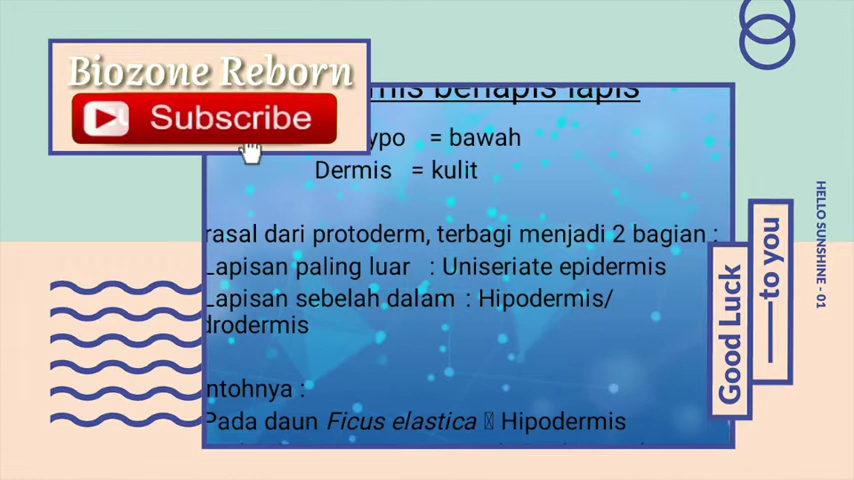 Biozone Reborn
Subscribe
mis berlapis lapis
ypo = bawah
Dermis = kulit
rasal dari protoderm, terbagi menjadi 2 bagian :
Lapisan paling luar : Uniseriate epidermis
Lapisan sebelah dalam : Hipodermis/
drodermis
ntohnya :
Pada daun Ficus elastica Hipodermis
Good Luck
to you
HELLO SUNSHINE - 01